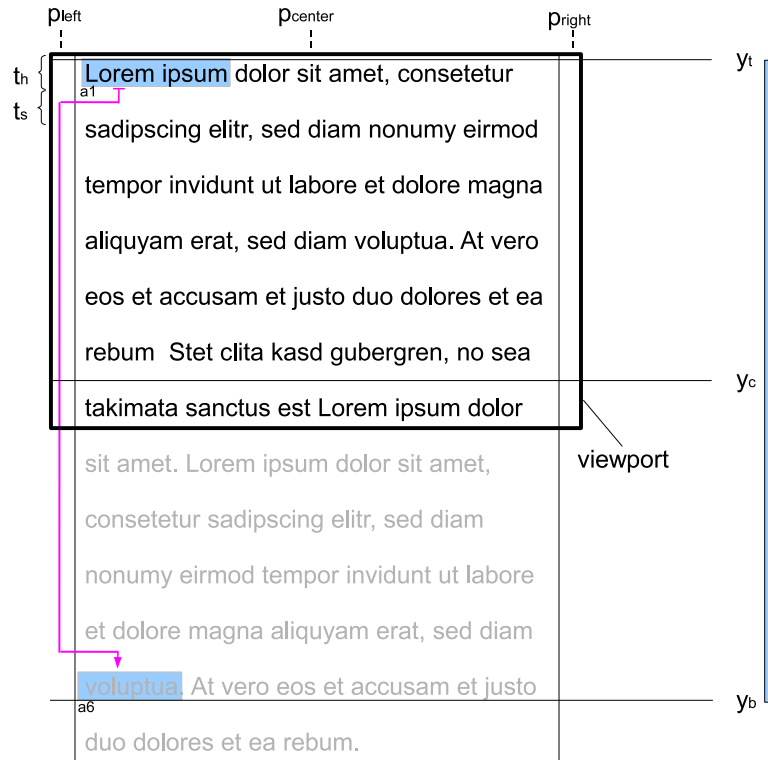 pleft pcenter pright
th
ts
yt
yc
yb
Lorem ipsum dolor sit amet, consetetur
a1
sadipscing elitr, sed diam nonumy eirmod
tempor invidunt ut labore et dolore magna
aliquyam erat, sed diam voluptua. At vero
eos et accusam et justo duo dolores et ea
rebum  Stet clita kasd gubergren, no sea
takimata sanctus est Lorem ipsum dolor
viewport
sit amet. Lorem ipsum dolor sit amet,
consetetur sadipscing elitr, sed diam
nonumy eirmod tempor invidunt ut labore
et dolore magna aliquyam erat, sed diam
voluptua. At vero eos et accusam et justo
a6
duo dolores et ea rebum.